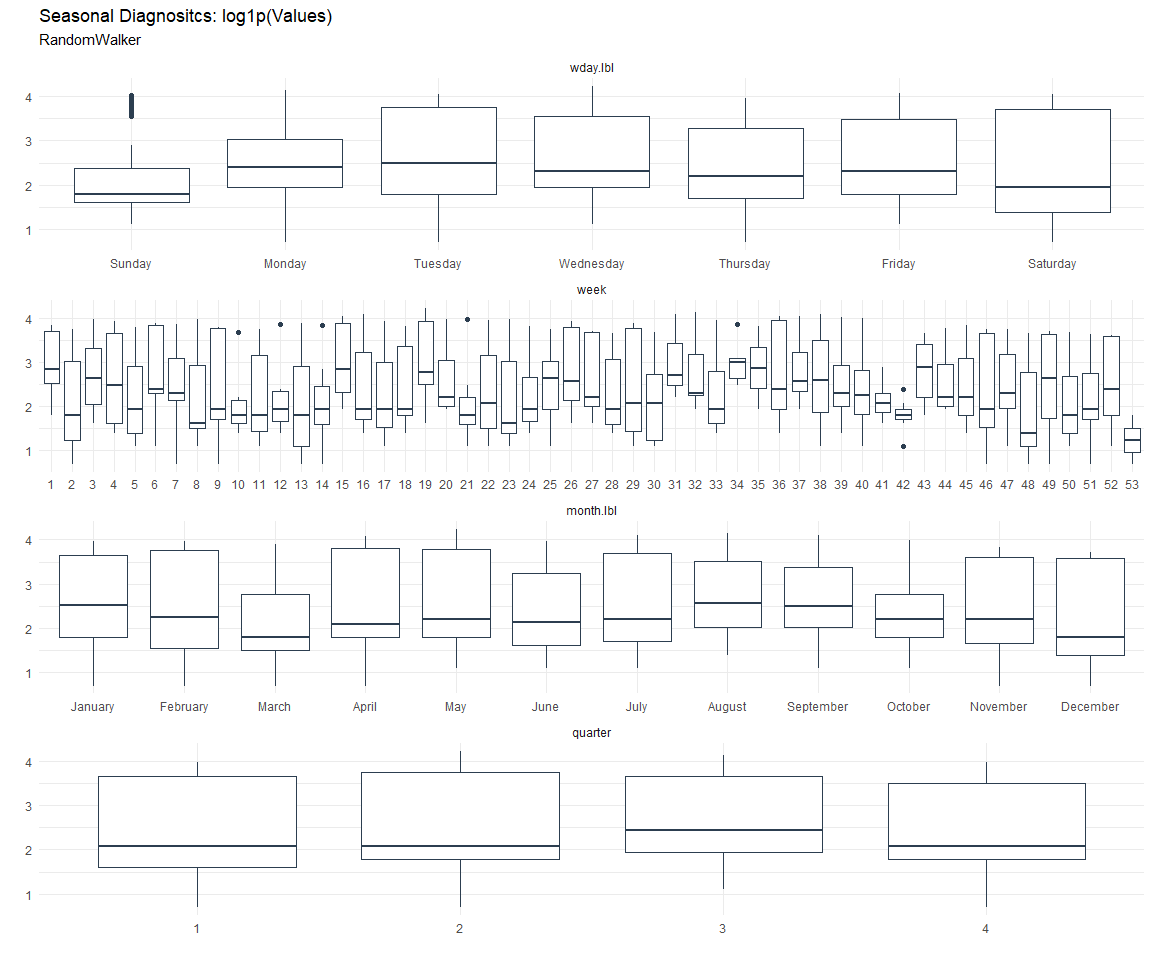 Seasonal Diagnositcs: log1p(Values)
RandomWalker
wday.lbl
4
3
2
1
Sunday Monday Tuesday Wednesday Thursday Friday Saturday
week
4
3
2
1
1 2 3 4 5 6 7 8 9 10 11 12 13 14 15 16 17 18 19 20 21 22 23 24 25 26 27 28 29 30 31 32 33 34 35 36 37 38 39 40 41 42 43 44 45 46 47 48 49 50 51 52 53
month.lbl
4
3
2
1
January February March April May June July August September October November December
quarter
4
3
2
1
1 2 3 4